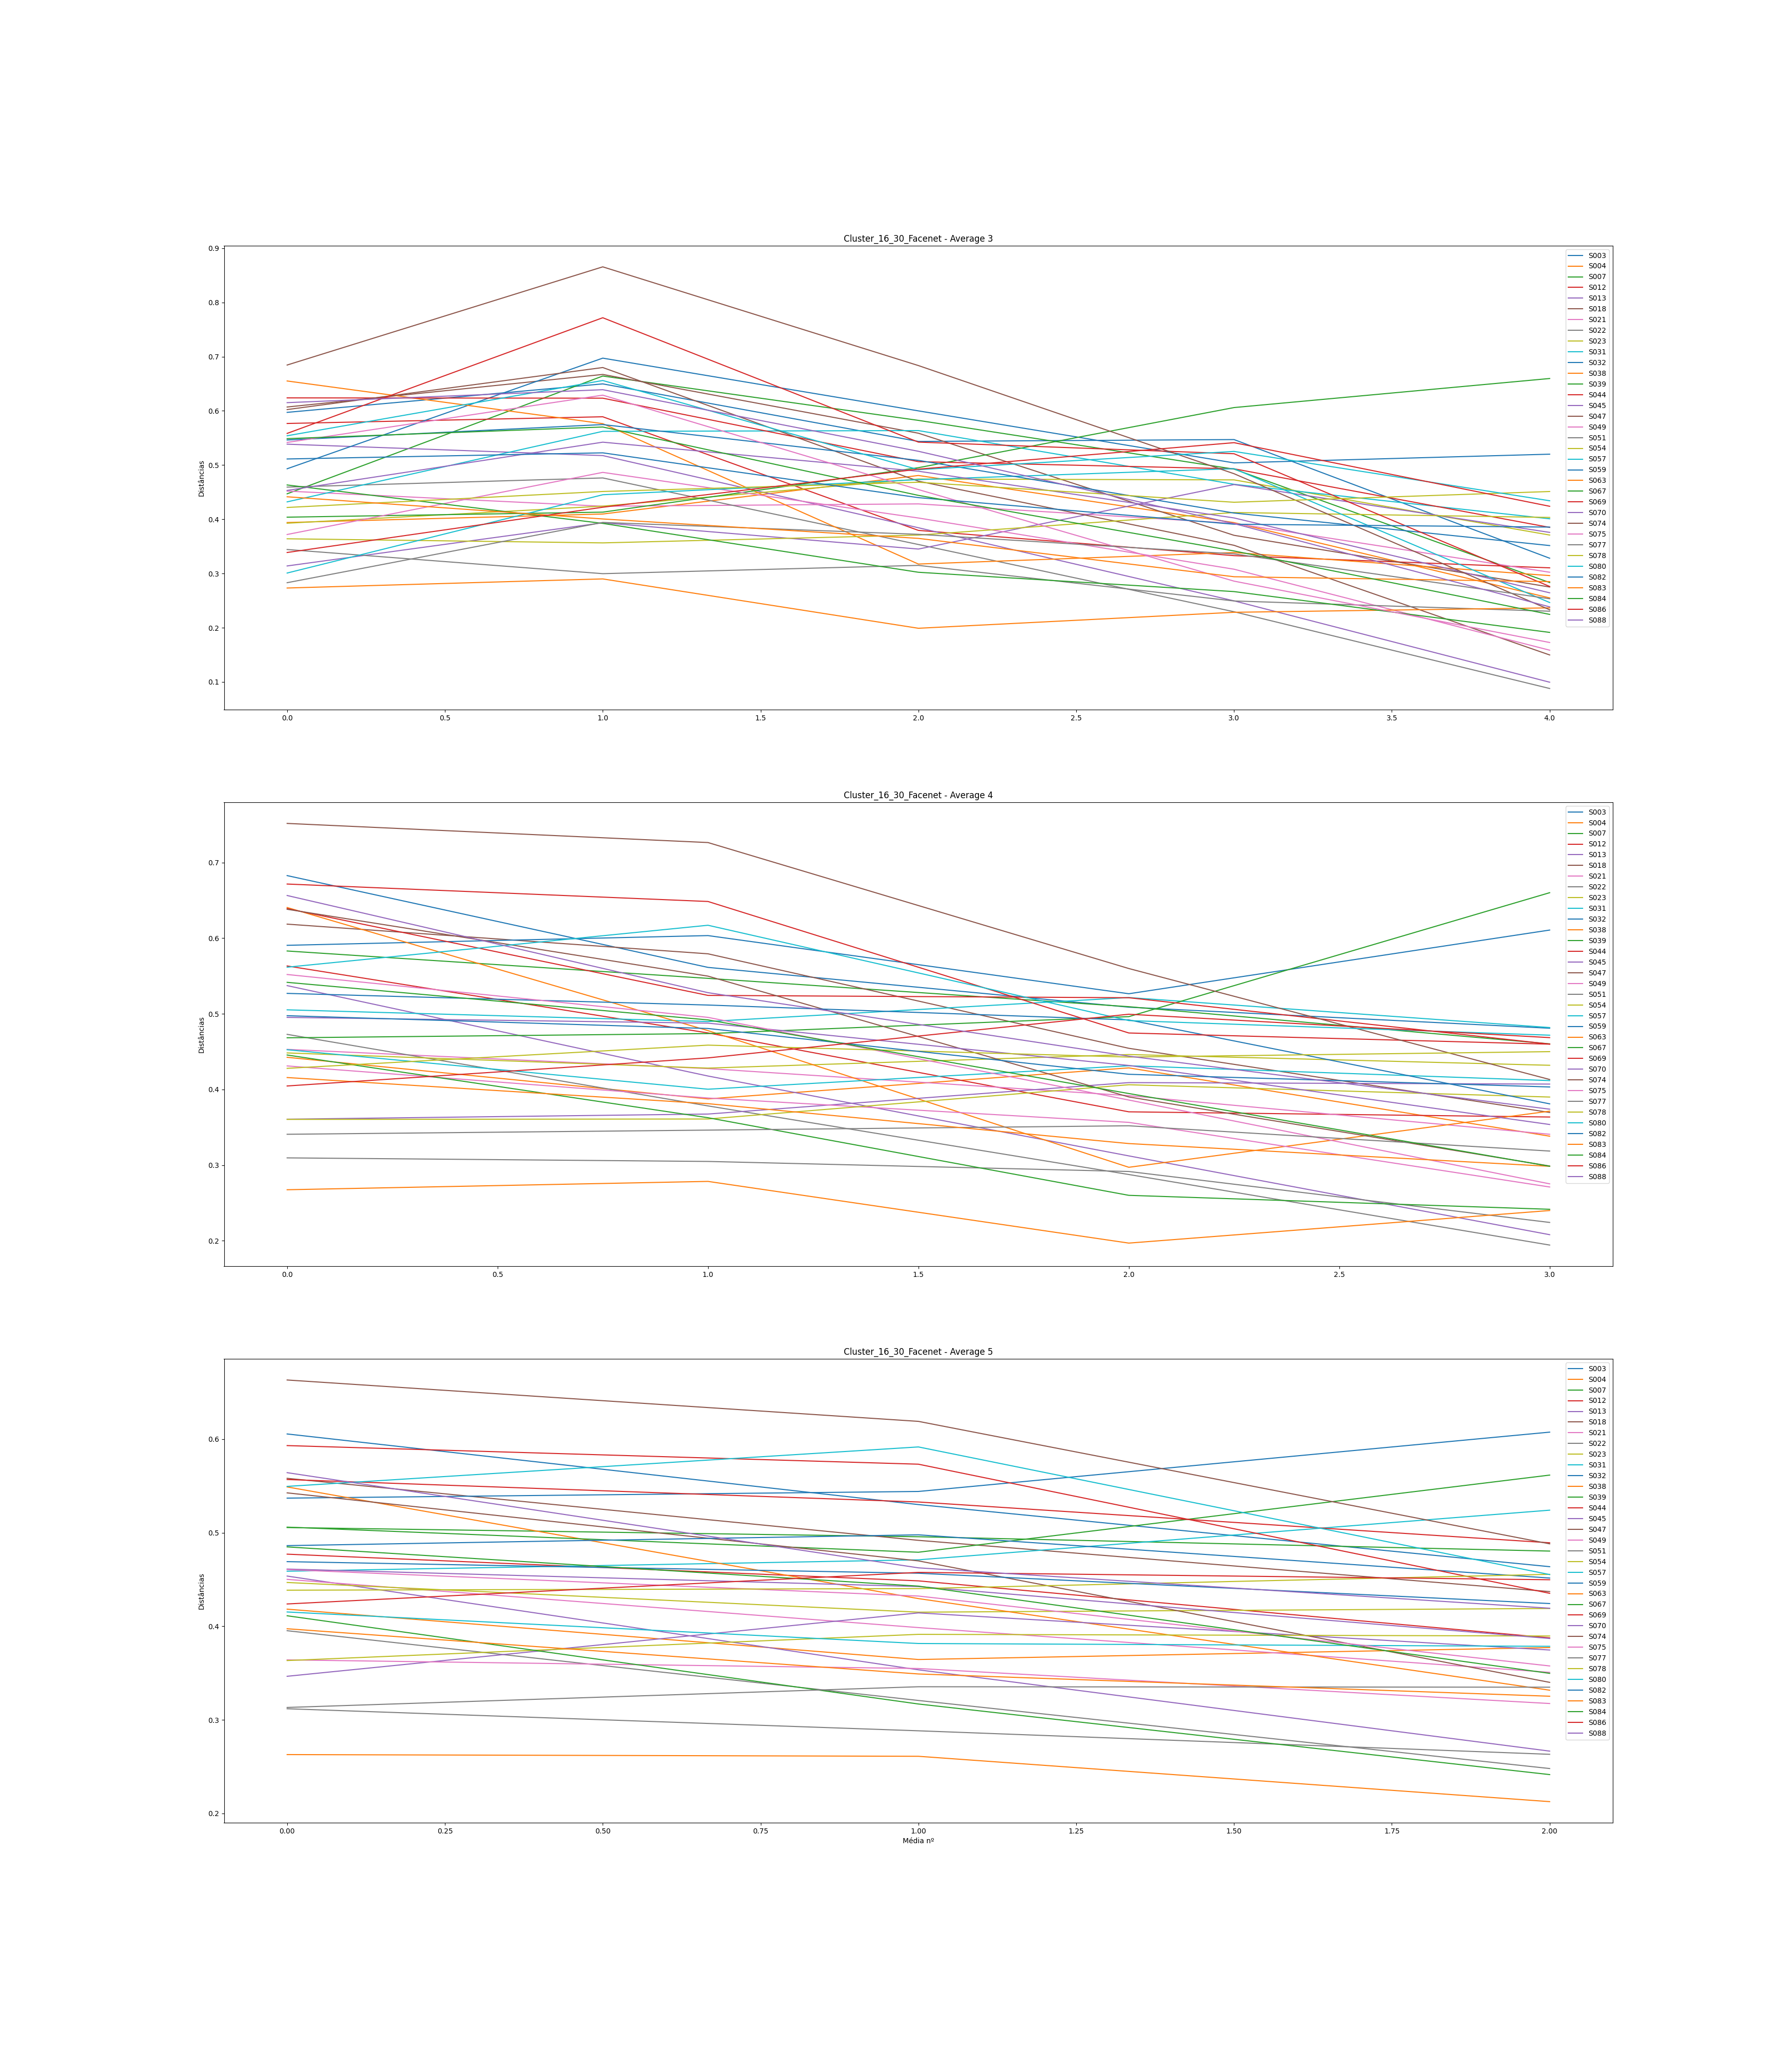 Cluster_16_30_Facenet - Average 3
Distâncias
0.9
0.8
0.7
0.6
0.5
0.4
0.3
0.2
0.1
0.0 0.5 1.0 1.5 2.0 2.5 3.0 3.5 4.0
S003
S004
S007
S012
S013
S018
S021
S022
S023
S031
S032
S038
S039
S044
S045
S047
S049
S051
S054
S057
S059
S063
S067
S069
S070
S074
S075
S077
S078
S080
S082
S083
S084
S086
S088
Cluster_16_30_Facenet - Average 4
Distâncias
0.7
0.6
0.5
0.4
0.3
0.2
0.0 0.5 1.0 1.5 2.0 2.5 3.0
S003
S004
S007
S012
S013
S018
S021
S022
S023
S031
S032
S038
S039
S044
S045
S047
S049
S051
S054
S057
S059
S063
S067
S069
S070
S074
S075
S077
S078
S080
S082
S083
S084
S086
S088
Cluster_16_30_Facenet - Average 5
Distâncias
0.6
0.5
0.4
0.3
0.2
0.00 0.25 0.50 0.75 1.00 1.25 1.50 1.75 2.00
Média nº
S003
S004
S007
S012
S013
S018
S021
S022
S023
S031
S032
S038
S039
S044
S045
S047
S049
S051
S054
S057
S059
S063
S067
S069
S070
S074
S075
S077
S078
S080
S082
S083
S084
S086
S088